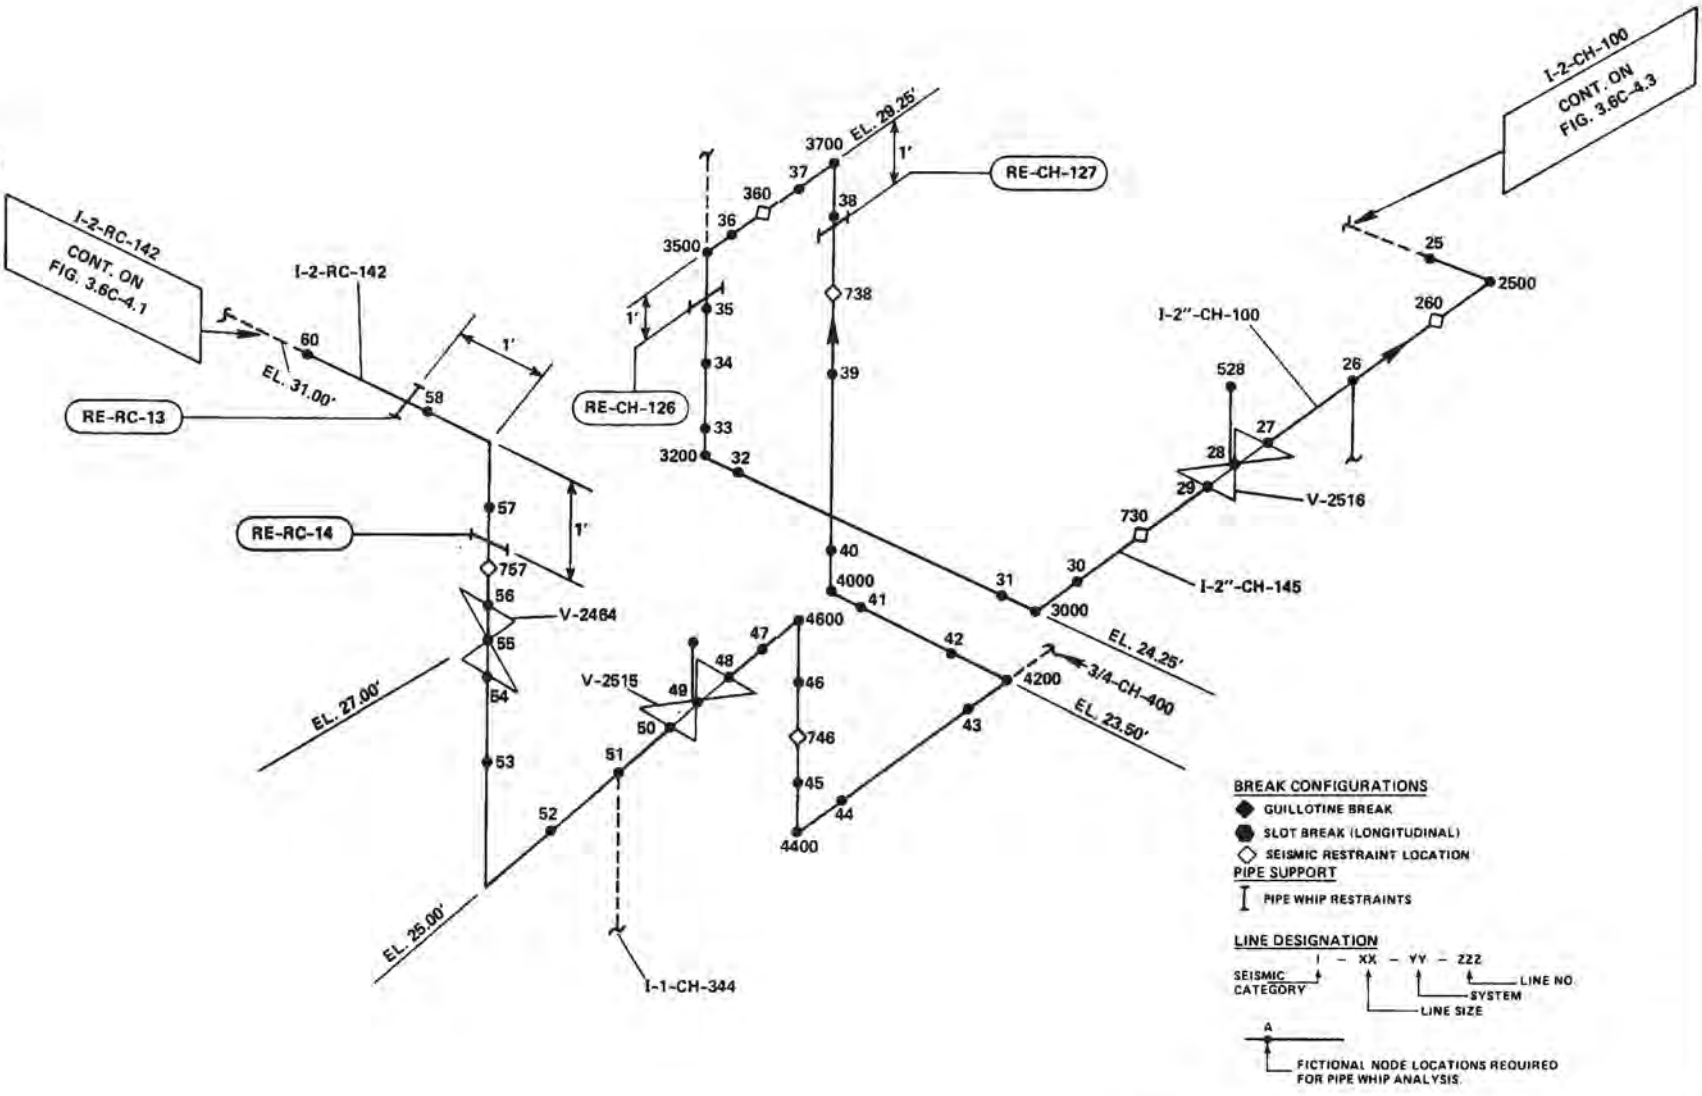 I-2-RC-142
CONT. ON
FIG. 3.6C-4.1
I-2-RC-142
60
EL. 31.00'
1'
58
RE-RC-13
57
RE-RC-14
1'
757
56
V-2464
55
54
EL. 27.00'
53
EL. 25.00'
52
51
I-1-CH-344
50
49
V-2515
48
47
4600
46
746
45
4400
44
43
4200
3/4-CH-400
EL. 23.50'
42
41
4000
40
39
738
38
RE-CH-127
1'
EL. 29.25'
3700
37
360
36
3500
1'
35
RE-CH-126
34
33
3200
32
31
3000
EL. 24.25'
30
I-2"-CH-145
730
29
28
V-2516
27
528
26
I-2"-CH-100
260
2500
25
I-2-CH-100
CONT. ON
FIG. 3.6C-4.3
BREAK CONFIGURATIONS
GUILLOTINE BREAK
SLOT BREAK (LONGITUDINAL)
SEISMIC RESTRAINT LOCATION
PIPE SUPPORT
PIPE WHIP RESTRAINTS
LINE DESIGNATION
I - XX - YY - ZZZ
SEISMIC
CATEGORY
LINE NO.
SYSTEM
LINE SIZE
A
FICTIONAL NODE LOCATIONS REQUIRED
FOR PIPE WHIP ANALYSIS.